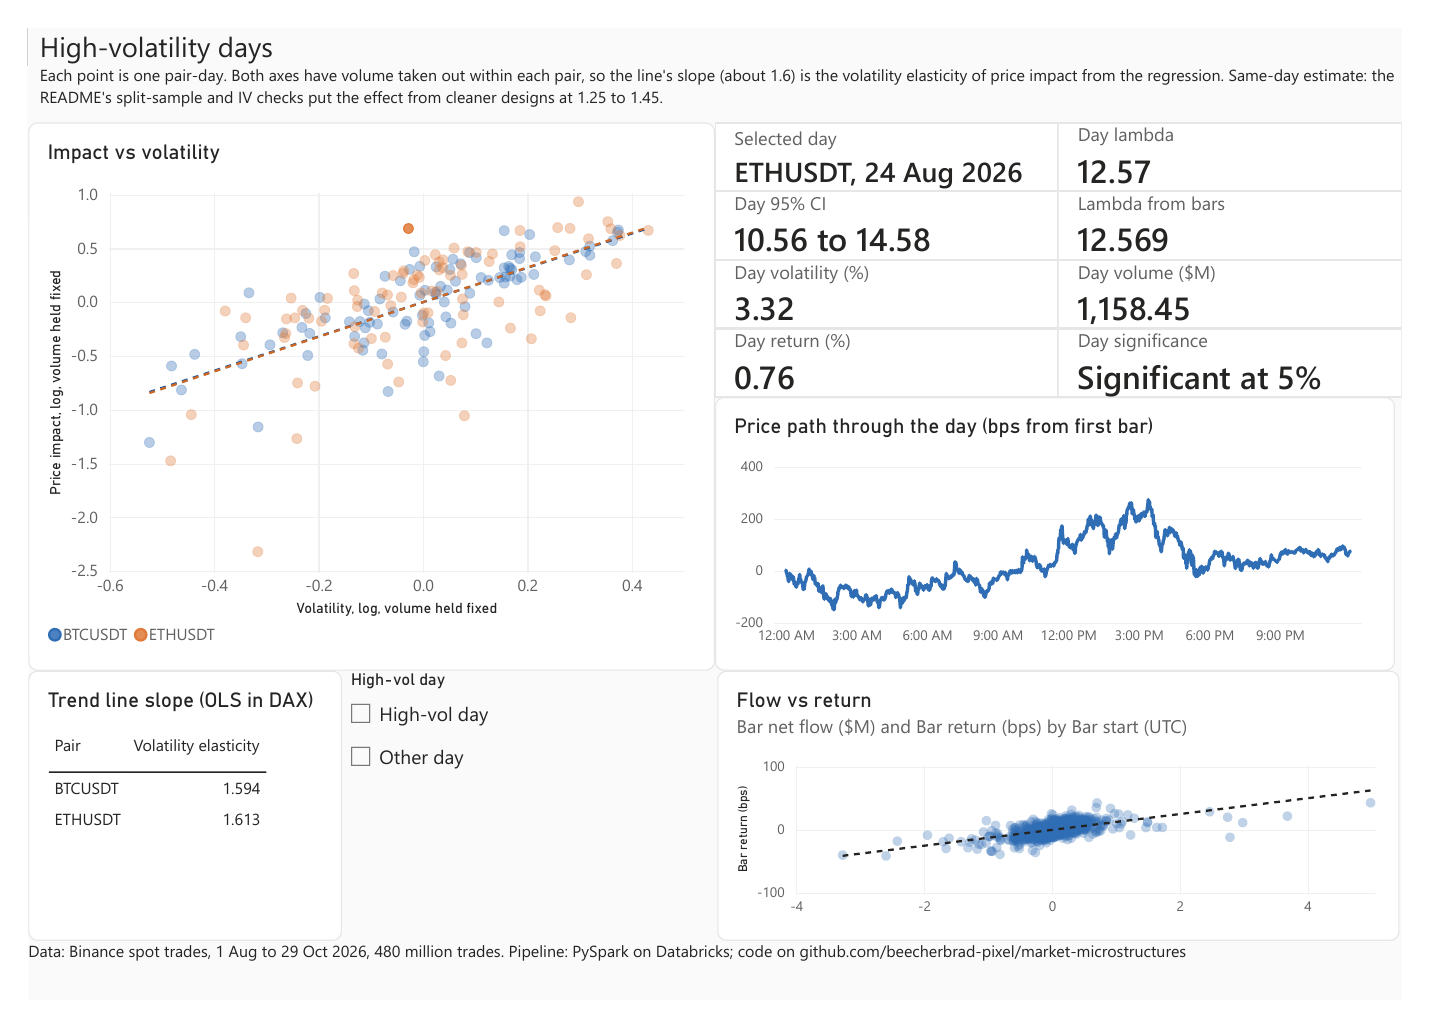 High-volatility days
Each point is one pair-day. Both axes have volume taken out within each pair, so the line's slope (about 1.6) is the volatility elasticity of price impact from the regression. Same-day estimate: the
README's split-sample and IV checks put the effect from cleaner designs at 1.25 to 1.45.
Impact vs volatility
Price impact, log, volume held fixed
1.0
0.5
0.0
-0.5
-1.0
-1.5
-2.0
-2.5
-0.6 -0.4 -0.2 0.0 0.2 0.4
Volatility, log, volume held fixed
BTCUSDT ETHUSDT
Selected day
ETHUSDT, 24 Aug 2026
Day lambda
12.57
Day 95% CI
10.56 to 14.58
Lambda from bars
12.569
Day volatility (%)
3.32
Day volume ($M)
1,158.45
Day return (%)
0.76
Day significance
Significant at 5%
Price path through the day (bps from first bar)
400
200
0
-200
12:00 AM 3:00 AM 6:00 AM 9:00 AM 12:00 PM 3:00 PM 6:00 PM 9:00 PM
Trend line slope (OLS in DAX)
Pair Volatility elasticity
BTCUSDT 1.594
ETHUSDT 1.613
High-vol day
High-vol day
Other day
Flow vs return
Bar net flow ($M) and Bar return (bps) by Bar start (UTC)
Bar return (bps)
100
0
-100
-4 -2 0 2 4
Data: Binance spot trades, 1 Aug to 29 Oct 2026, 480 million trades. Pipeline: PySpark on Databricks; code on github.com/beecherbrad-pixel/market-microstructures